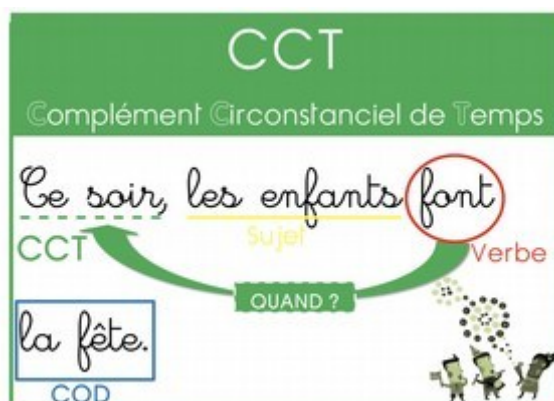 CCT
Complément Circonstanciel de Temps
Ce soir, les enfants font
CCT
Sujet
Verbe
QUAND ?
la fête.
COD